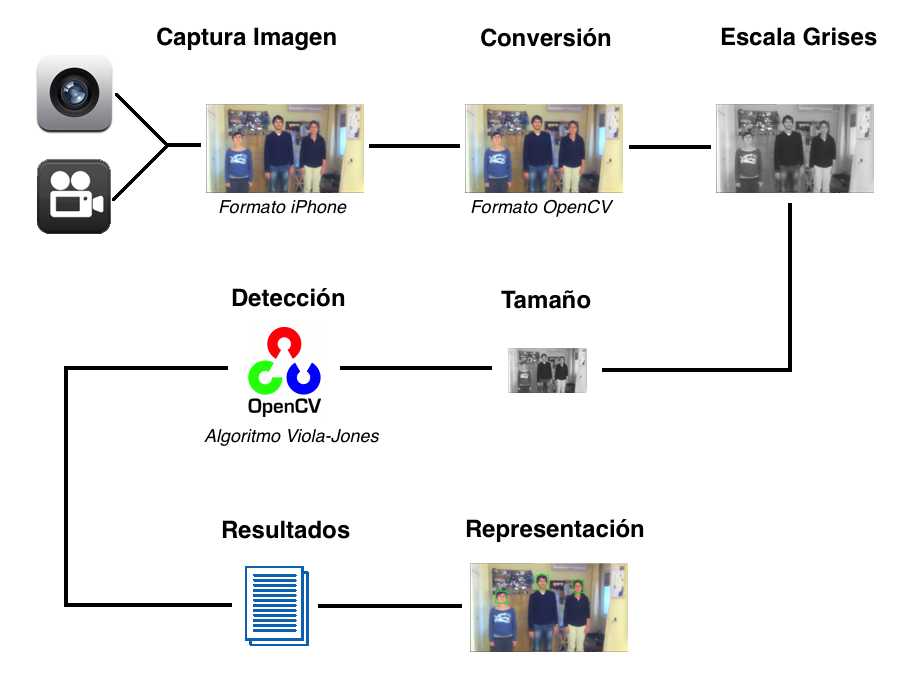 Captura Imagen
Conversión
Escala Grises
Formato iPhone
Formato OpenCV
Detección
Tamaño
OpenCV
Algoritmo Viola-Jones
Resultados
Representación